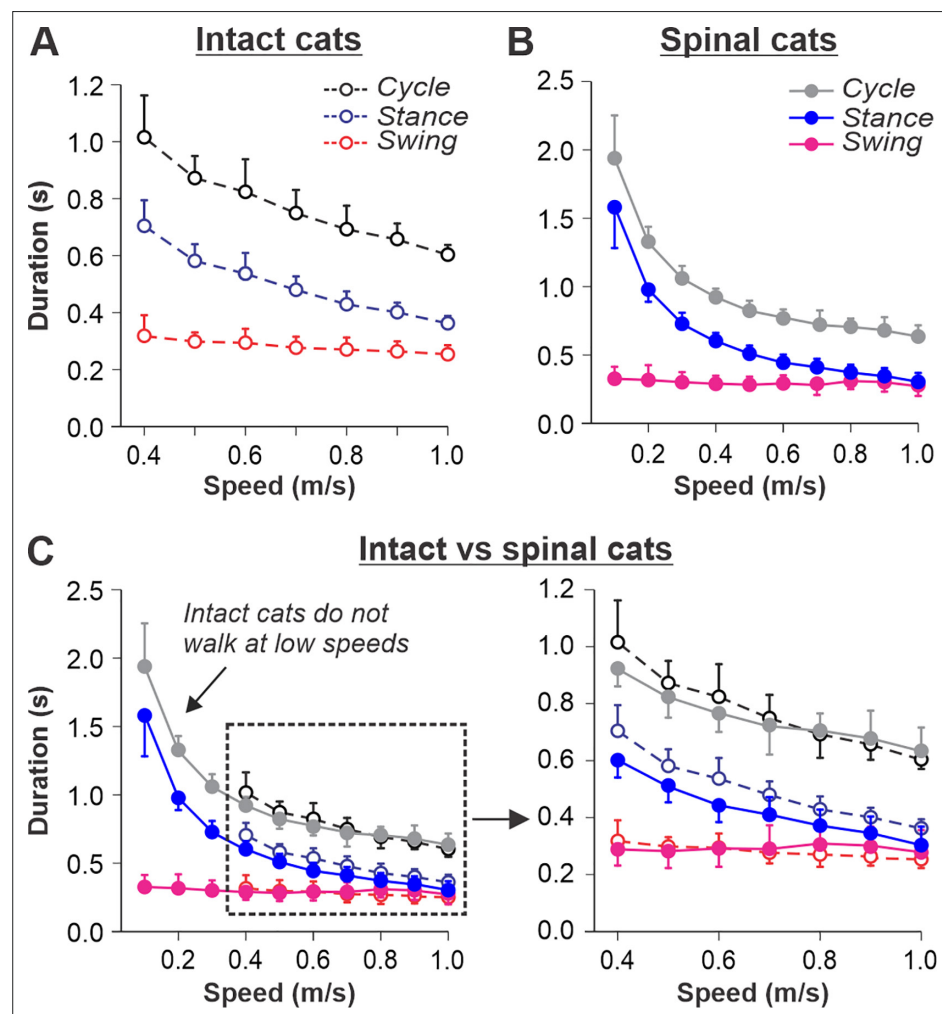 A
Intact cats
Cycle
Stance
Swing
1.2
1.0
0.8
0.6
0.4
0.2
0.0
Duration (s)
0.4 0.6 0.8 1.0
Speed (m/s)
B
Spinal cats
Cycle
Stance
Swing
2.5
2.0
1.5
1.0
0.5
0.0
0.2 0.4 0.6 0.8 1.0
Speed (m/s)
C
Intact vs spinal cats
Intact cats do not
walk at low speeds
2.5
2.0
1.5
1.0
0.5
0.0
Duration (s)
0.2 0.4 0.6 0.8 1.0
Speed (m/s)
1.2
1.0
0.8
0.6
0.4
0.2
0.0
0.4 0.6 0.8 1.0
Speed (m/s)